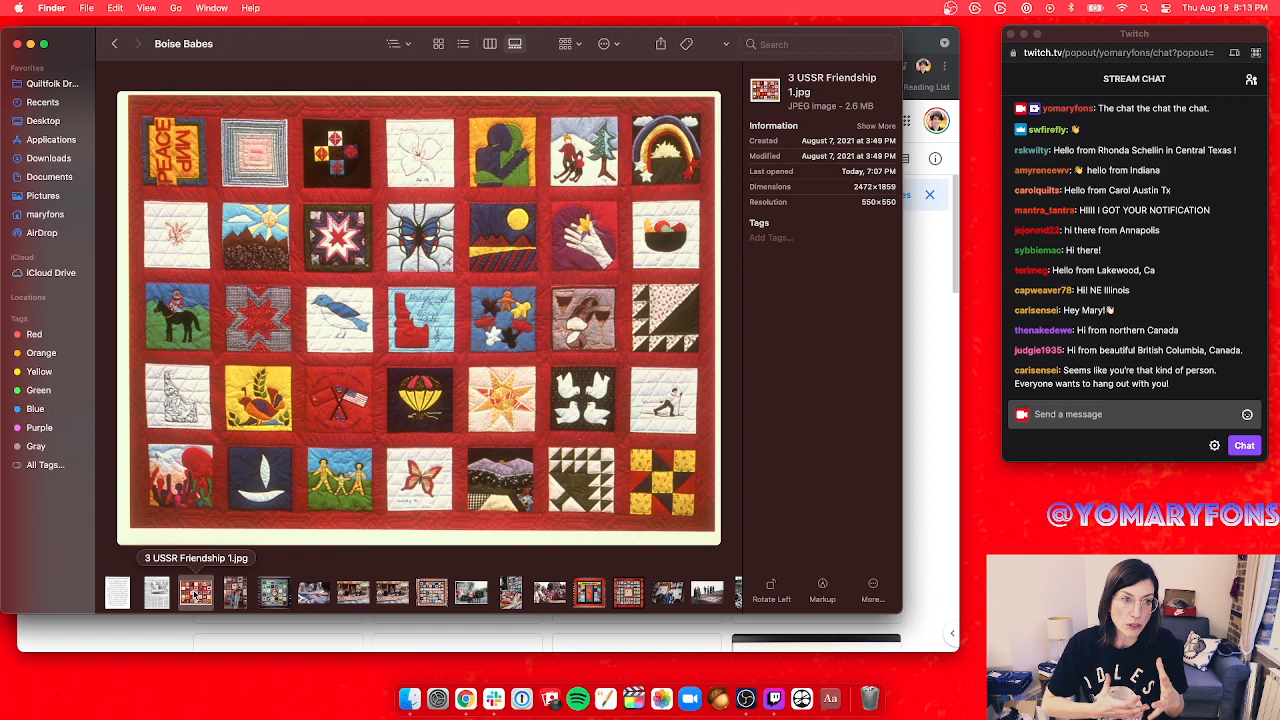 Finder File Edit View Go Window Help
Thu Aug 19 8:13 PM
Boise Babes
Search
Favorites
Quiltfolk Dr...
Recents
Desktop
Applications
Downloads
Documents
Pictures
maryfons
AirDrop
iCloud
iCloud Drive
Locations
Tags
Red
Orange
Yellow
Green
Blue
Purple
Gray
All Tags...
PEACE
3 USSR Friendship 1.jpg
3 USSR Friendship
1.jpg
JPEG image - 2.6 MB
Information Show More
Created August 7, 2021 at 3:49 PM
Modified August 7, 2021 at 3:49 PM
Last opened Today, 7:07 PM
Dimensions 2472×1859
Resolution 550×550
Tags
Add Tags...
Rotate Left Markup More...
Reading List
es
Twitch
twitch.tv/popout/yomaryfons/chat?popout=
STREAM CHAT
yomaryfons: The chat the chat the chat.
swfirefly: 👋
rskwilty: Hello from Rhonda Schellin in Central Texas !
amyreneewv: 👋 hello from Indiana
carolquilts: Hello from Carol Austin Tx
mantra_tantra: HIIII I GOT YOUR NOTIFICATION
jojonmd22: hi there from Annapolis
sybbiemac: Hi there!
terimeg: Hello from Lakewood, Ca
capweaver78: Hi! NE Illinois
carisensei: Hey Mary!👋
thenakedewe: Hi from northern Canada
judgie1935: Hi from beautiful British Columbia, Canada.
carisensei: Seems like you're that kind of person.
Everyone wants to hang out with you!
Send a message
Chat
@YOMARYFONS
Aa